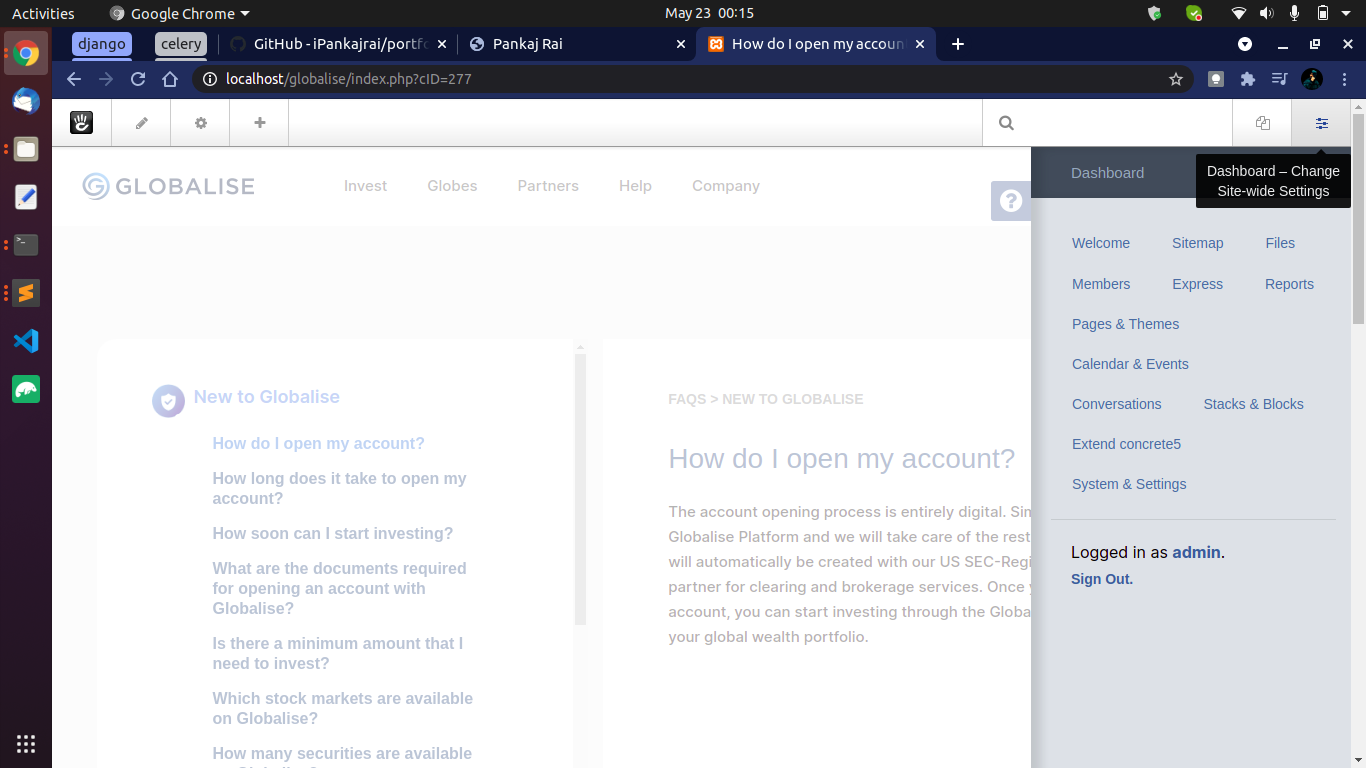 Activities
Google Chrome
May 23 00:15
django
celery
GitHub - iPankajrai/portfo
Pankaj Rai
How do I open my accoun
localhost/globalise/index.php?cID=277
GLOBALISE
Invest
Globes
Partners
Help
Company
Dashboard
Dashboard – Change
Site-wide Settings
Welcome
Sitemap
Files
Members
Express
Reports
Pages & Themes
Calendar & Events
Conversations
Stacks & Blocks
Extend concrete5
System & Settings
Logged in as admin.
Sign Out.
New to Globalise
How do I open my account?
How long does it take to open my
account?
How soon can I start investing?
What are the documents required
for opening an account with
Globalise?
Is there a minimum amount that I
need to invest?
Which stock markets are available
on Globalise?
How many securities are available
FAQS > NEW TO GLOBALISE
How do I open my account?
The account opening process is entirely digital. Sin
Globalise Platform and we will take care of the rest
will automatically be created with our US SEC-Regi
partner for clearing and brokerage services. Once y
account, you can start investing through the Globa
your global wealth portfolio.